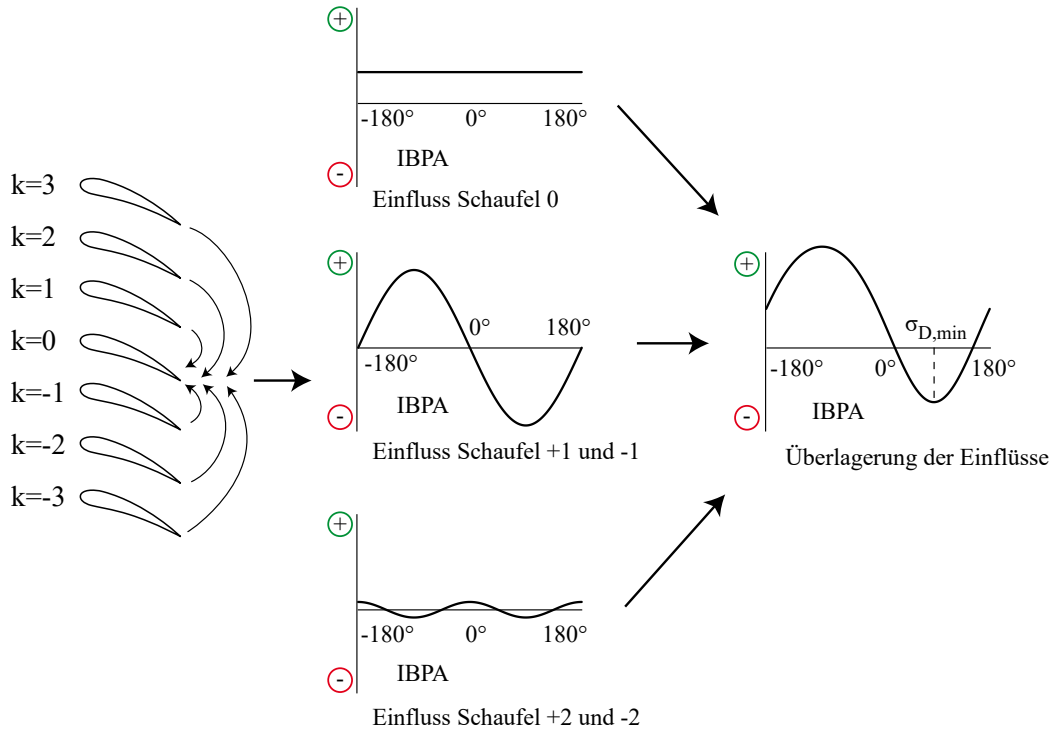 k=3
k=2
k=1
k=0
k=-1
k=-2
k=-3
+
-180° 0° 180°
IBPA
-
Einfluss Schaufel 0
+
0° 180°
-180°
IBPA
-
Einfluss Schaufel +1 und -1
+
-180° 0° 180°
IBPA
-
Einfluss Schaufel +2 und -2
+
σD,min
-180° 0° 180°
IBPA
-
Überlagerung der Einflüsse